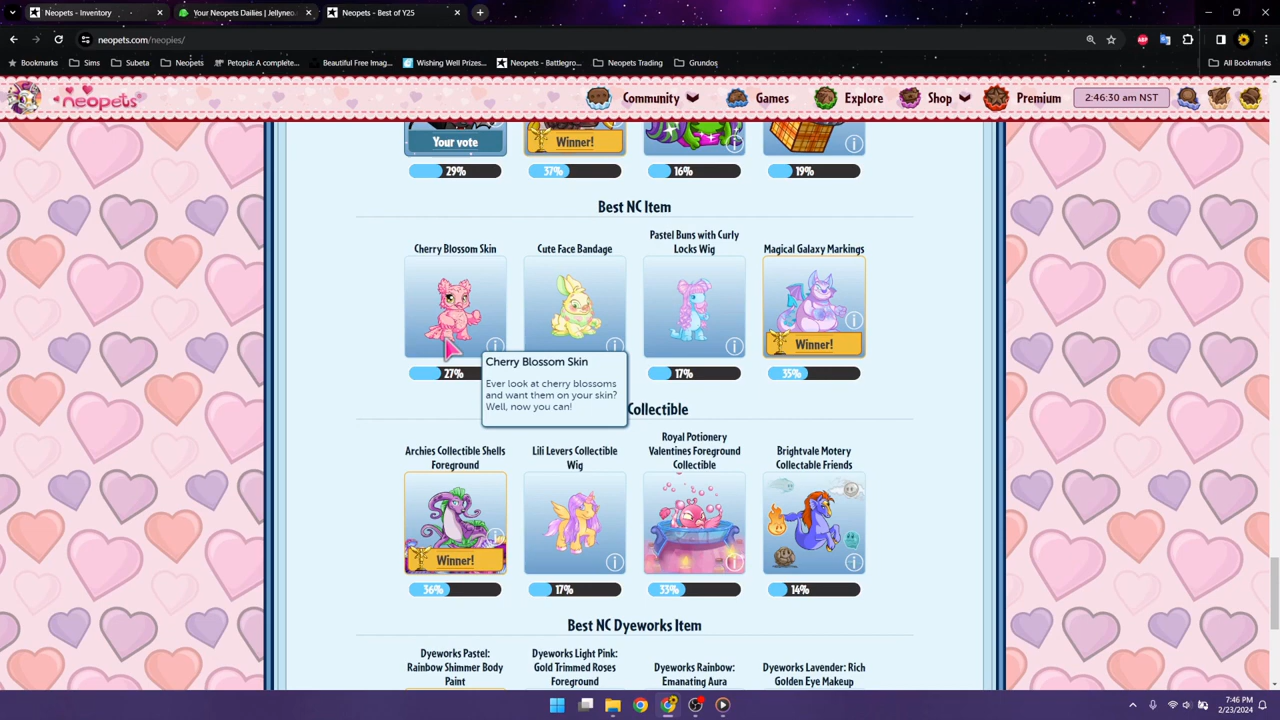 Neopets - Inventory
Your Neopets Dailies | Jellyneo
Neopets - Best of Y25
neopets.com/neopies/
Bookmarks
Sims
Subeta
Neopets
Petopia: A complete...
Beautiful Free Imag...
Wishing Well Prizes...
Neopets - Battlegro...
Neopets Trading
Grundos
All Bookmarks
neopets
Community
Games
Explore
Shop
Premium
2:46:30 am NST
Your vote
Winner!
29%
37%
16%
19%
Best NC Item
Cherry Blossom Skin
Cute Face Bandage
Pastel Buns with Curly
Locks Wig
Magical Galaxy Markings
Winner!
27%
17%
35%
Cherry Blossom Skin
Ever look at cherry blossoms
and want them on your skin?
Well, now you can!
Collectible
Archies Collectible Shells
Foreground
Lili Levers Collectible
Wig
Royal Potionery
Valentines Foreground
Collectible
Brightvale Motery
Collectable Friends
Winner!
36%
17%
33%
14%
Best NC Dyeworks Item
Dyeworks Pastel:
Rainbow Shimmer Body
Paint
Dyeworks Light Pink:
Gold Trimmed Roses
Foreground
Dyeworks Rainbow:
Emanating Aura
Dyeworks Lavender: Rich
Golden Eye Makeup
7:46 PM
2/23/2024